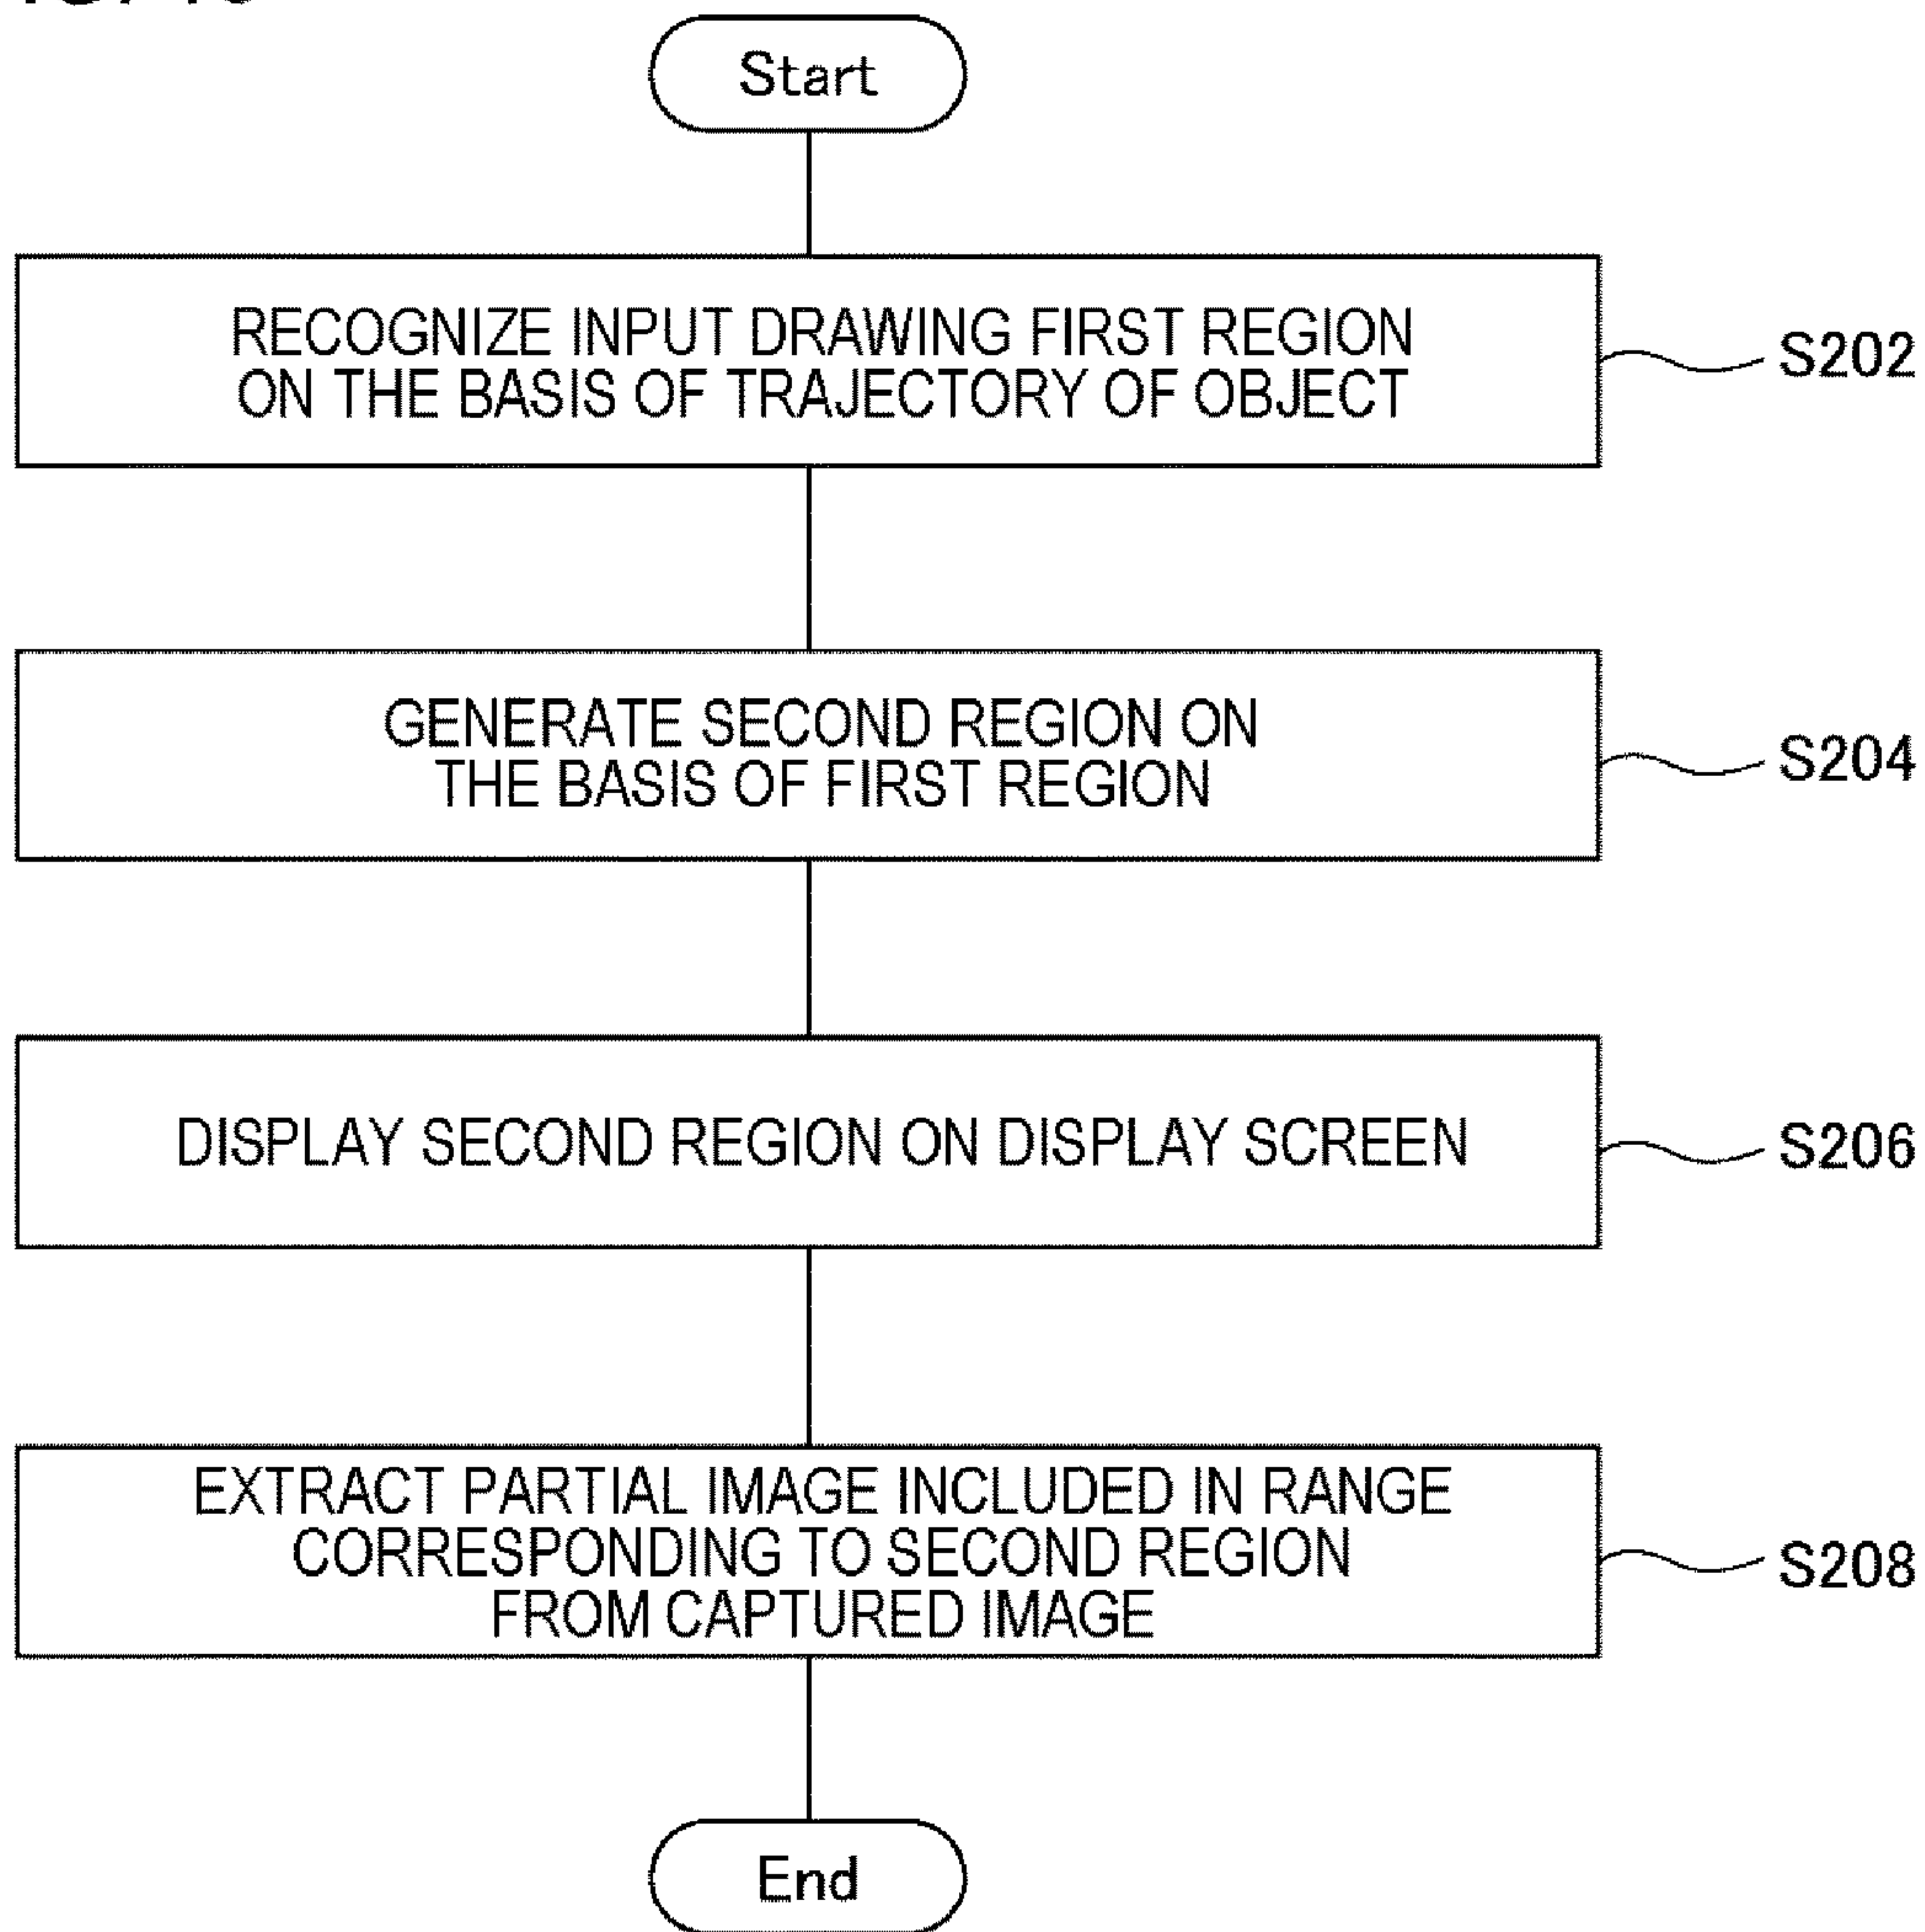 Start
RECOGNIZE INPUT DRAWING FIRST REGION
ON THE BASIS OF TRAJECTORY OF OBJECT
S202
GENERATE SECOND REGION ON
THE BASIS OF FIRST REGION
S204
DISPLAY SECOND REGION ON DISPLAY SCREEN
S206
EXTRACT PARTIAL IMAGE INCLUDED IN RANGE
CORRESPONDING TO SECOND REGION
FROM CAPTURED IMAGE
S208
End